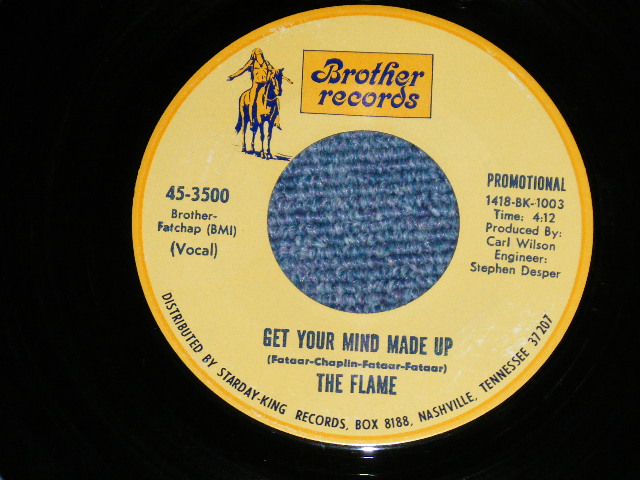 Brother
records
45-3500
Brother-
Fatchap (BMI)
(Vocal)
PROMOTIONAL
1418-BK-1003
Time: 4:12
Produced By:
Carl Wilson
Engineer:
Stephen Desper
GET YOUR MIND MADE UP
(Fataar-Chaplin-Fataar-Fataar)
THE FLAME
DISTRIBUTED BY STARDAY-KING RECORDS, BOX 8188, NASHVILLE, TENNESSEE 37207